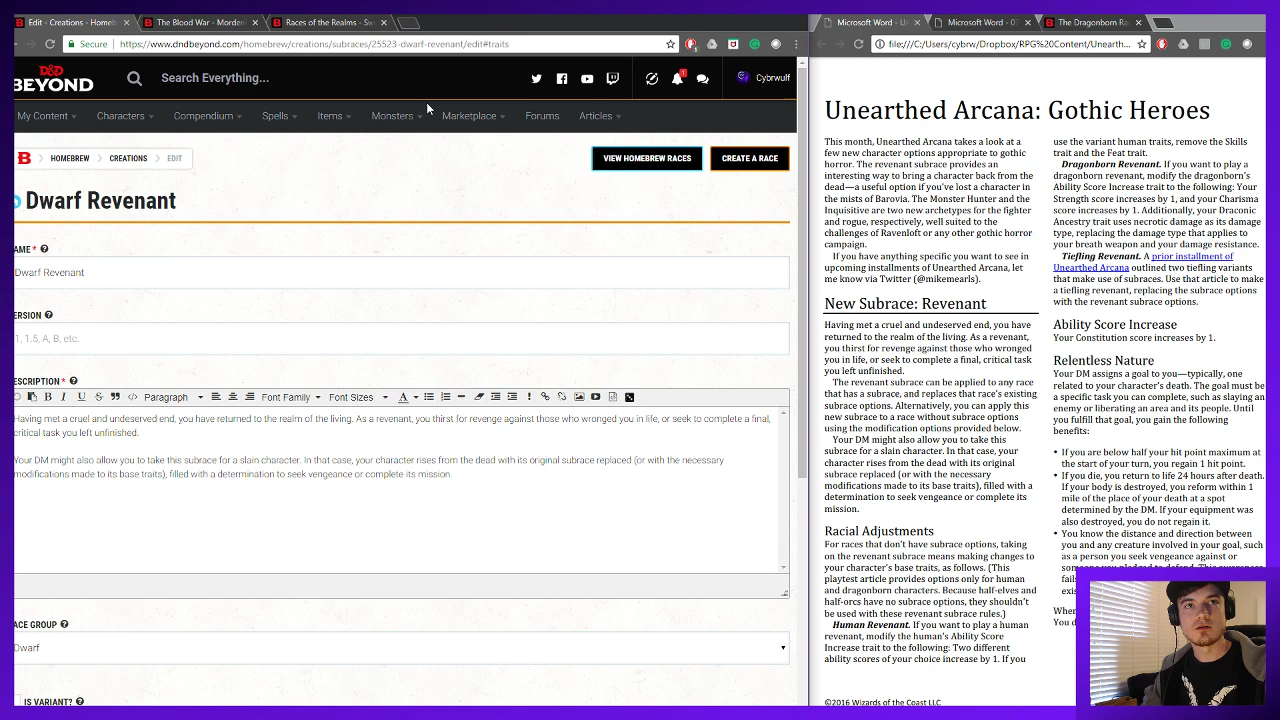 Edit - Creations - Homeb
The Blood War - Morden
Races of the Realms - Sw
Microsoft Word - UA
Microsoft Word - 07
The Dragonborn Rac
Secure https://www.dndbeyond.com/homebrew/creations/subraces/25523-dwarf-revenant/edit#traits
file:///C:/Users/cybrw/Dropbox/RPG%20Content/Unearth...
D&D
BEYOND
Search Everything...
1
Cybrwulf
My Content
Characters
Compendium
Spells
Items
Monsters
Marketplace
Forums
Articles
HOMEBREW
CREATIONS
EDIT
VIEW HOMEBREW RACES
CREATE A RACE
Dwarf Revenant
AME *
Dwarf Revenant
ERSION
1, 1.5, A, B, etc.
ESCRIPTION *
Paragraph
Font Family
Font Sizes
Having met a cruel and undeserved end, you have returned to the realm of the living. As a revenant, you thirst for revenge against those who wronged you in life, or seek to complete a final,
critical task you left unfinished.
Your DM might also allow you to take this subrace for a slain character. In that case, your character rises from the dead with its original subrace replaced (or with the necessary
modifications made to its base traits), filled with a determination to seek vengeance or complete its mission.
ACE GROUP
Dwarf
IS VARIANT?
Unearthed Arcana: Gothic Heroes
This month, Unearthed Arcana takes a look at a
few new character options appropriate to gothic
horror. The revenant subrace provides an
interesting way to bring a character back from the
dead—a useful option if you've lost a character in
the mists of Barovia. The Monster Hunter and the
Inquisitive are two new archetypes for the fighter
and rogue, respectively, well suited to the
challenges of Ravenloft or any other gothic horror
campaign.
If you have anything specific you want to see in
upcoming installments of Unearthed Arcana, let
me know via Twitter (@mikemearls).
New Subrace: Revenant
Having met a cruel and undeserved end, you have
returned to the realm of the living. As a revenant,
you thirst for revenge against those who wronged
you in life, or seek to complete a final, critical task
you left unfinished.
The revenant subrace can be applied to any race
that has a subrace, and replaces that race's existing
subrace options. Alternatively, you can apply this
new subrace to a race without subrace options
using the modification options provided below.
Your DM might also allow you to take this
subrace for a slain character. In that case, your
character rises from the dead with its original
subrace replaced (or with the necessary
modifications made to its base traits), filled with a
determination to seek vengeance or complete its
mission.
Racial Adjustments
For races that don't have subrace options, taking
on the revenant subrace means making changes to
your character's base traits, as follows. (This
playtest article provides options only for human
and dragonborn characters. Because half-elves and
half-orcs have no subrace options, they shouldn't
be used with these revenant subrace rules.)
Human Revenant. If you want to play a human
revenant, modify the human's Ability Score
Increase trait to the following: Two different
ability scores of your choice increase by 1. If you
©2016 Wizards of the Coast LLC
use the variant human traits, remove the Skills
trait and the Feat trait.
Dragonborn Revenant. If you want to play a
dragonborn revenant, modify the dragonborn's
Ability Score Increase trait to the following: Your
Strength score increases by 1, and your Charisma
score increases by 1. Additionally, your Draconic
Ancestry trait uses necrotic damage as its damage
type, replacing the damage type that applies to
your breath weapon and your damage resistance.
Tiefling Revenant. A prior installment of
Unearthed Arcana outlined two tiefling variants
that make use of subraces. Use that article to make
a tiefling revenant, replacing the subrace options
with the revenant subrace options.
Ability Score Increase
Your Constitution score increases by 1.
Relentless Nature
Your DM assigns a goal to you—typically, one
related to your character's death. The goal must be
a specific task you can complete, such as slaying an
enemy or liberating an area and its people. Until
you fulfill that goal, you gain the following
benefits:
• If you are below half your hit point maximum at
the start of your turn, you regain 1 hit point.
• If you die, you return to life 24 hours after death.
If your body is destroyed, you reform within 1
mile of the place of your death at a spot
determined by the DM. If your equipment was
also destroyed, you do not regain it.
• You know the distance and direction between
you and any creature involved in your goal, such
as a person you seek vengeance against or